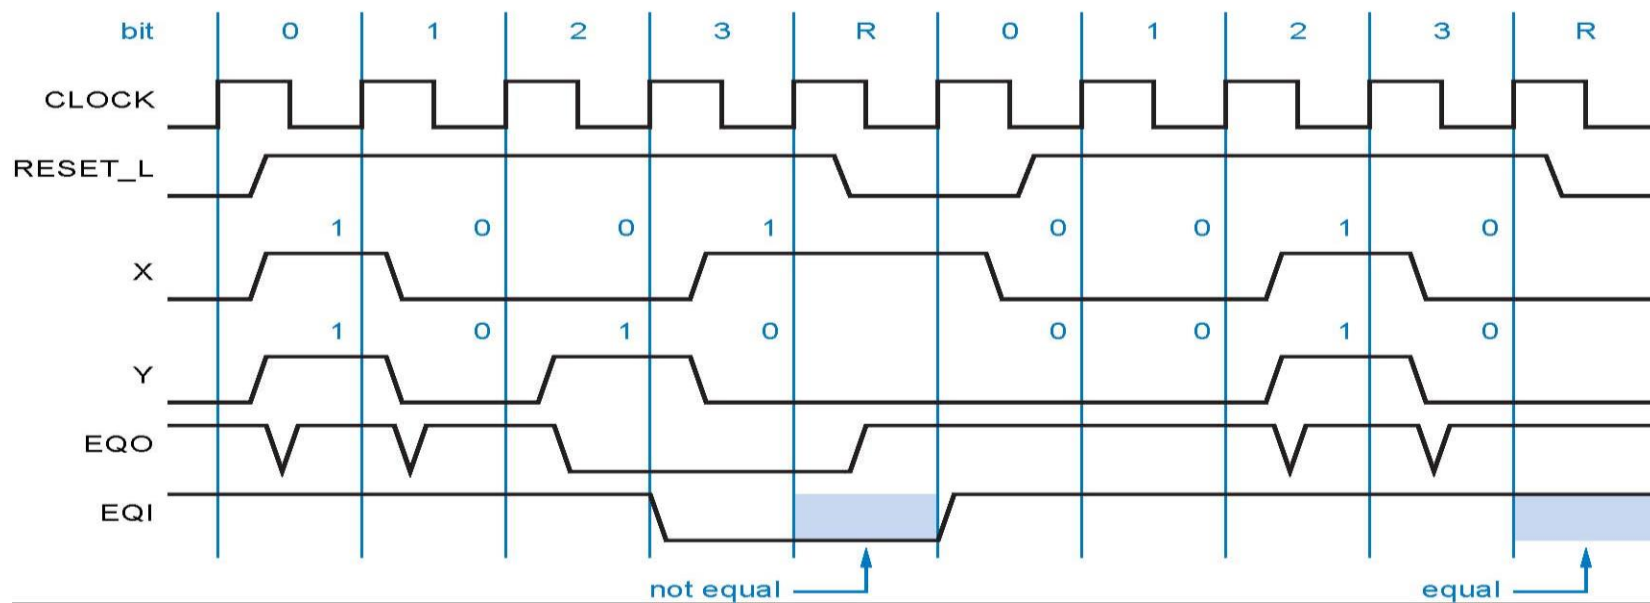 bit 0 1 2 3 R 0 1 2 3 R
CLOCK
RESET_L
1 0 0 1 0 0 1 0
X
1 0 1 0 0 0 1 0
Y
EQO
EQI
not equal equal